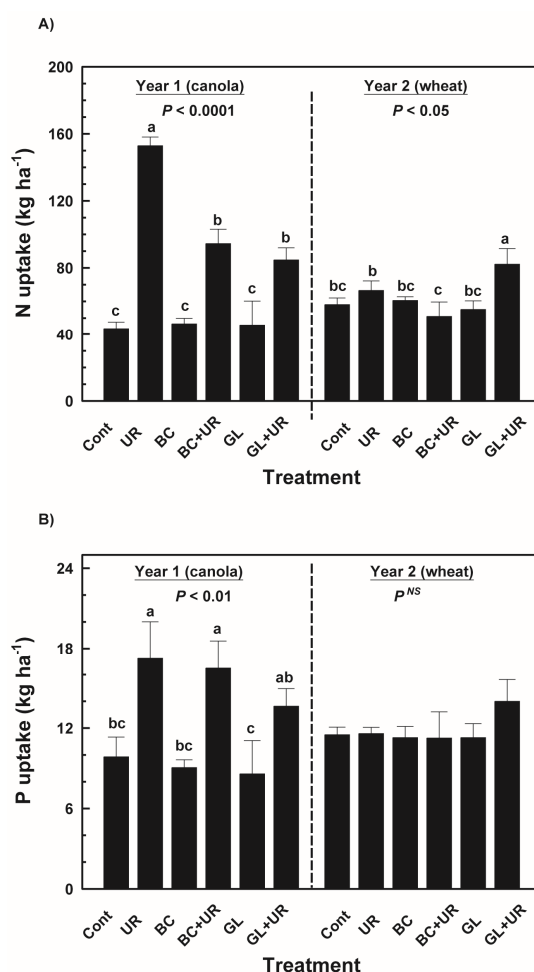 A)
Year 1 (canola) Year 2 (wheat)
P < 0.0001 P < 0.05
N uptake (kg ha-1)
200
160
120
80
40
0
a
b
b
c
c
c
bc
b
bc
c
bc
a
Cont UR BC BC+UR GL GL+UR Cont UR BC BC+UR GL GL+UR
Treatment
B)
Year 1 (canola) Year 2 (wheat)
P < 0.01 P NS
P uptake (kg ha-1)
24
18
12
6
0
bc
a
bc
a
c
ab
Cont UR BC BC+UR GL GL+UR Cont UR BC BC+UR GL GL+UR
Treatment